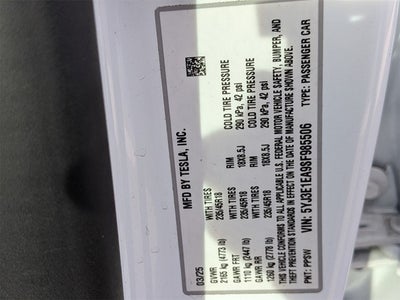 MFD BY TESLA, INC.
03/25
GVWR
2165 kg (4773 lb)
GAWR FRT WITH TIRES RIM COLD TIRE PRESSURE
1110 kg (2447 lb) 235/45R18 18X8.5J 290 kPa, 42 psi
GAWR RR WITH TIRES RIM COLD TIRE PRESSURE
1260 kg (2778 lb) 235/45R18 18X8.5J 290 kPa, 42 psi
THIS VEHICLE CONFORMS TO ALL APPLICABLE U.S. FEDERAL MOTOR VEHICLE SAFETY, BUMPER, AND
THEFT PREVENTION STANDARDS IN EFFECT ON THE DATE OF MANUFACTURE SHOWN ABOVE.
PKT: PPSW VIN: 5YJ3E1EA9SF985506 TYPE: PASSENGER CAR